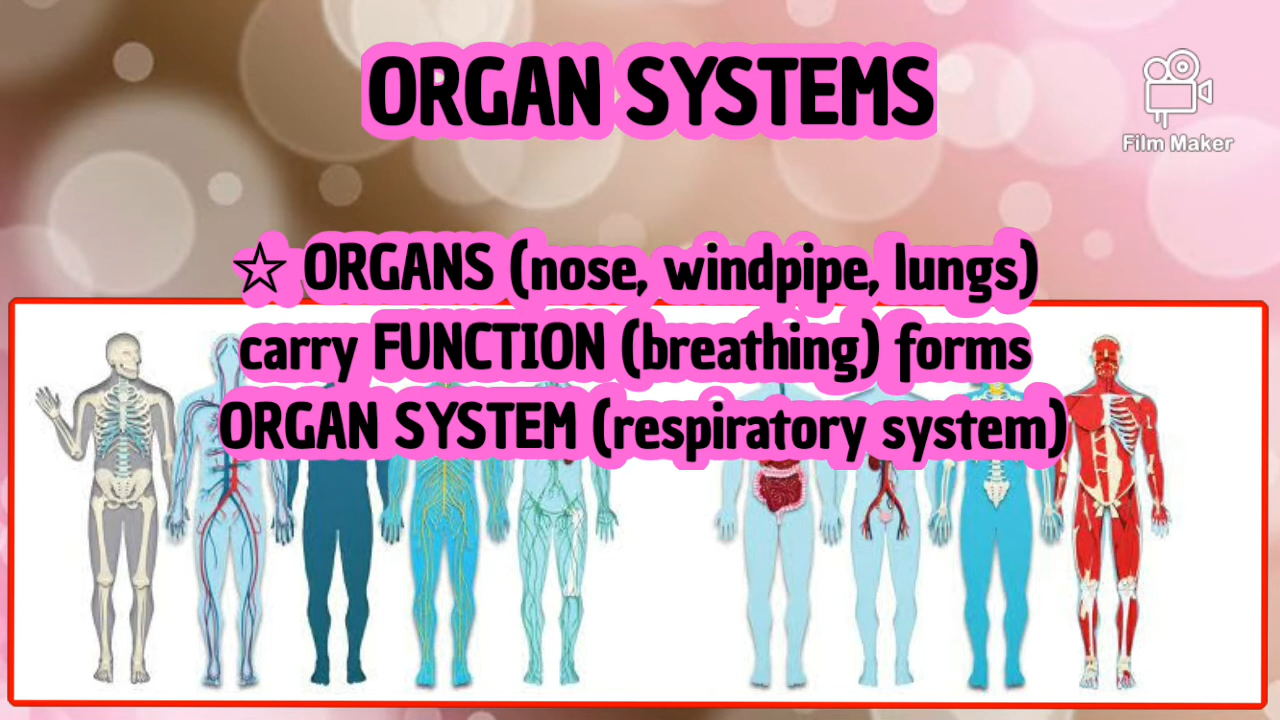 ORGAN SYSTEMS
Film Maker
☆ ORGANS (nose, windpipe, lungs)
carry FUNCTION (breathing) forms
ORGAN SYSTEM (respiratory system)